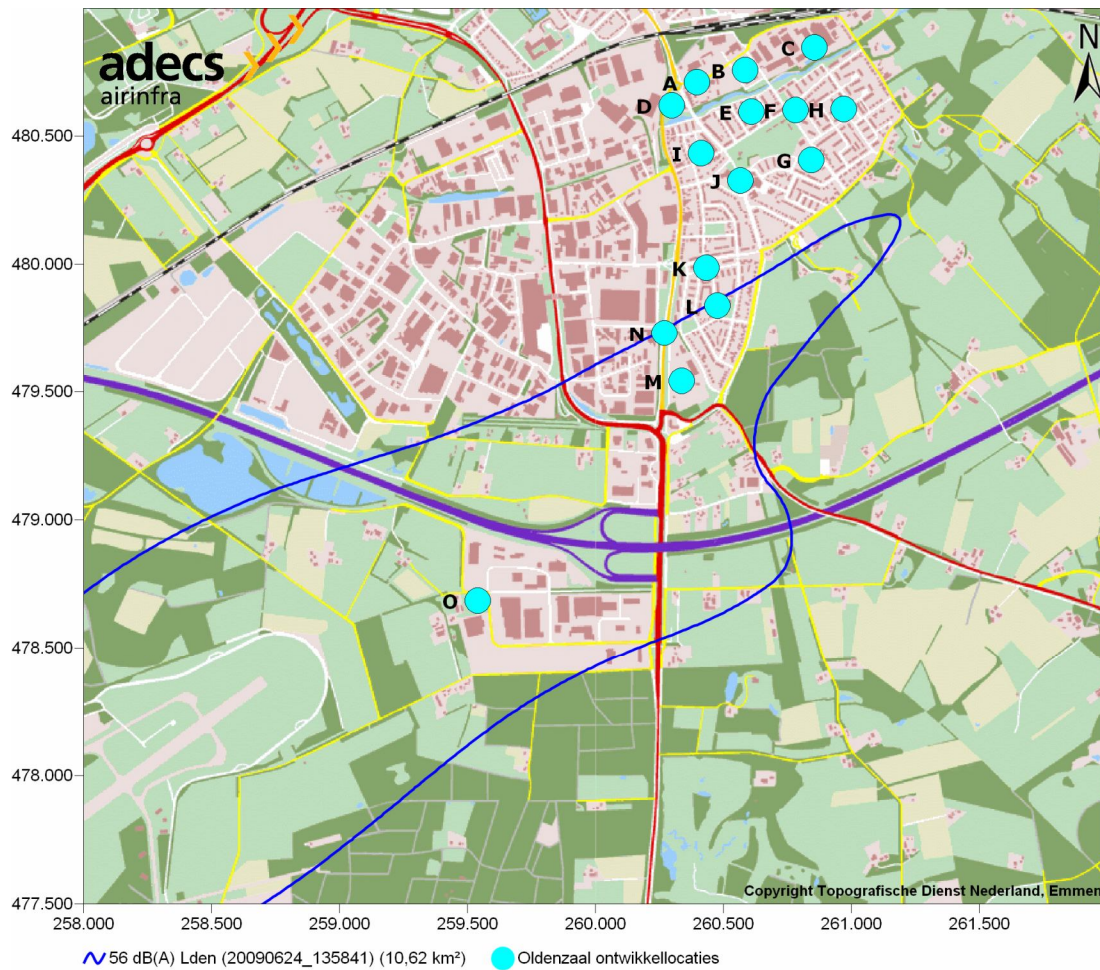 adecs
airinfra
N
C
B
A
D
E F H
I
G
J
K
L
N
M
O
480.500
480.000
479.500
479.000
478.500
478.000
477.500
Copyright Topografische Dienst Nederland, Emmen
258.000 258.500 259.000 259.500 260.000 260.500 261.000 261.500
56 dB(A) Lden (20090624_135841) (10,62 km²) Oldenzaal ontwikkellocaties